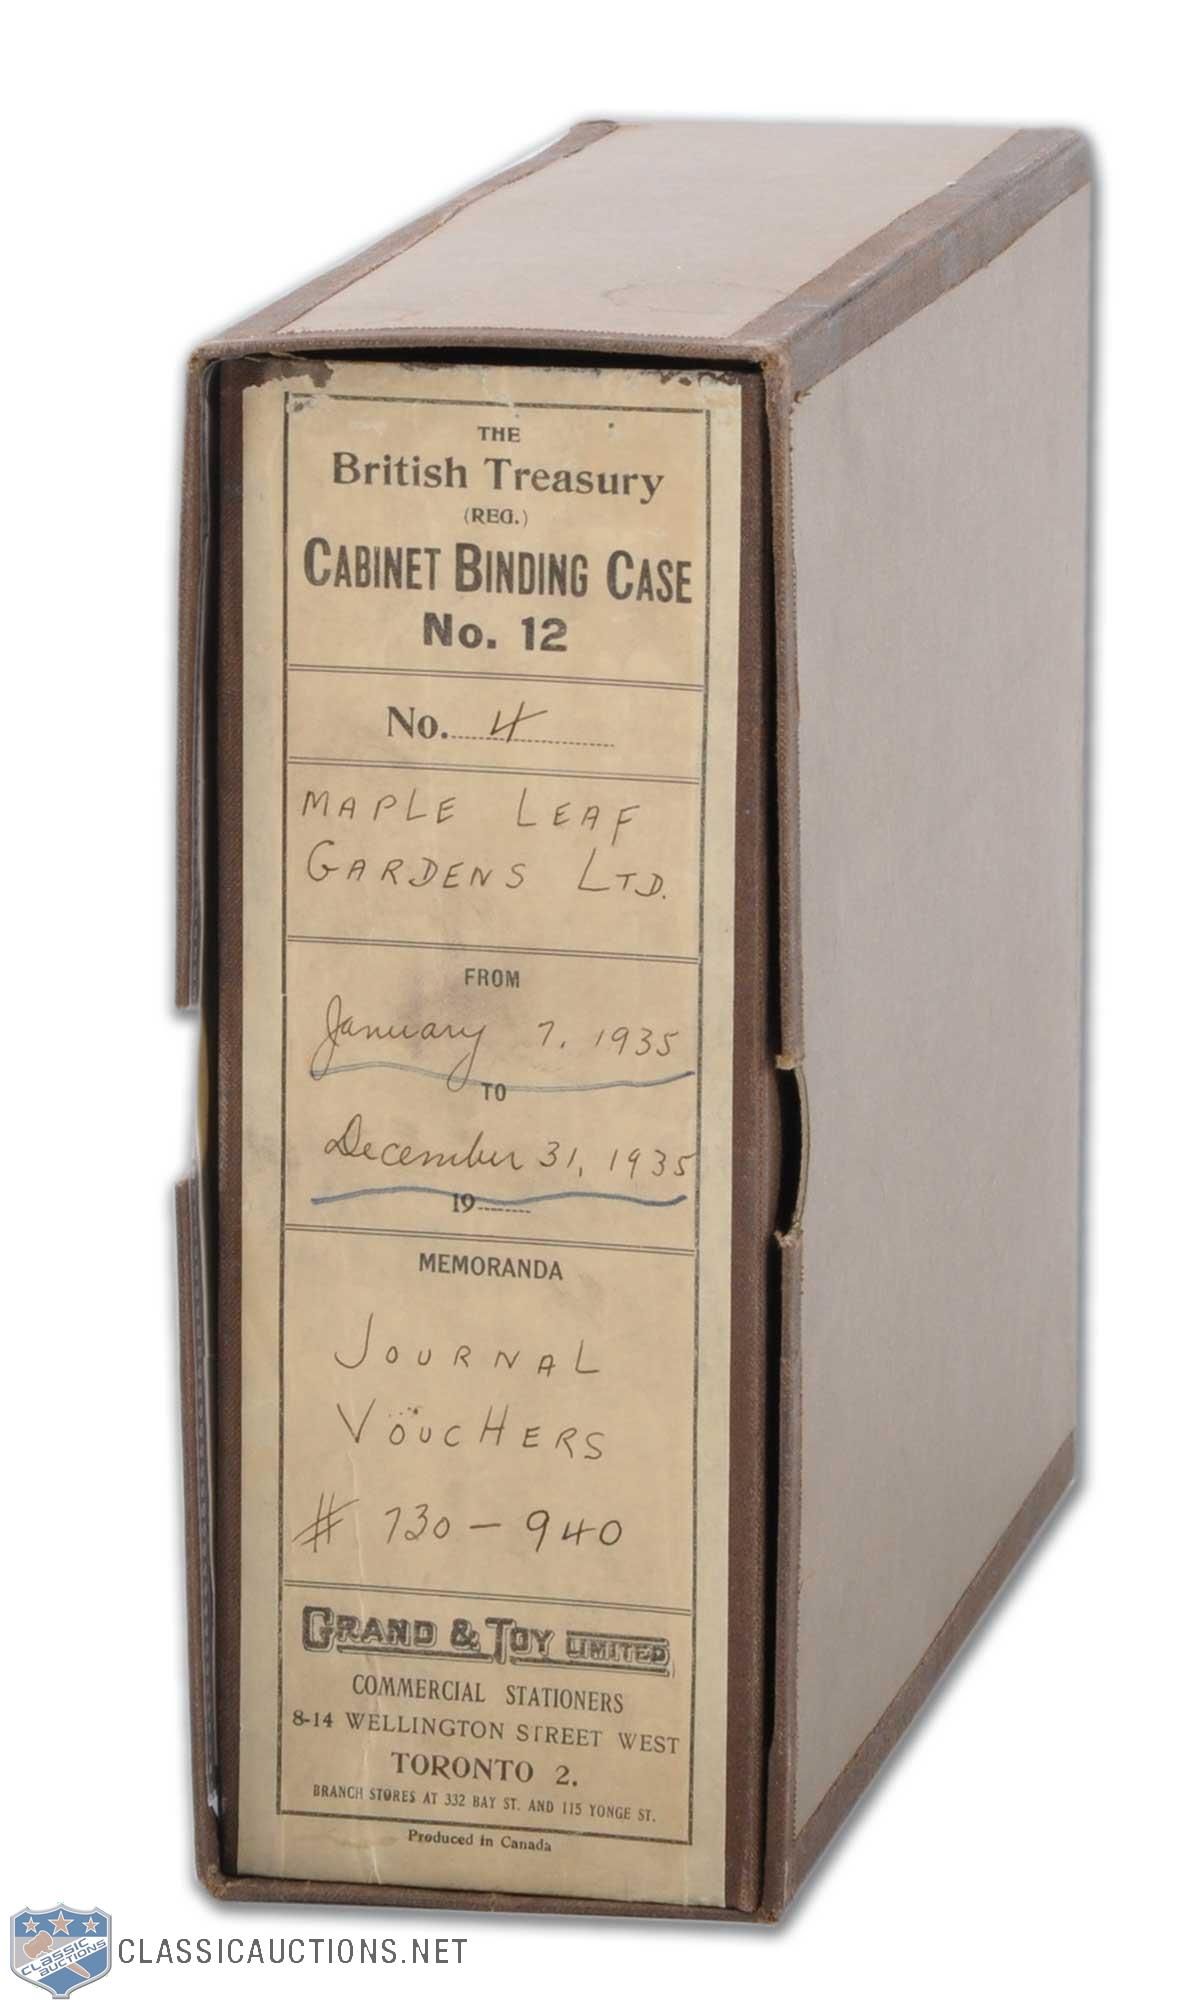 THE
British Treasury
(REG.)
CABINET BINDING CASE
No. 12
No. 4
MAPLE LEAF
GARDENS LTD.
FROM
January 7, 1935
TO
December 31, 1935
19
MEMORANDA
JOURNAL
VOUCHERS
# 730 - 940
GRAND & TOY LIMITED
COMMERCIAL STATIONERS
8-14 WELLINGTON STREET WEST
TORONTO 2.
BRANCH STORES AT 332 BAY ST. AND 115 YONGE ST.
Produced in Canada
CLASSIC
AUCTIONS
CLASSICAUCTIONS.NET